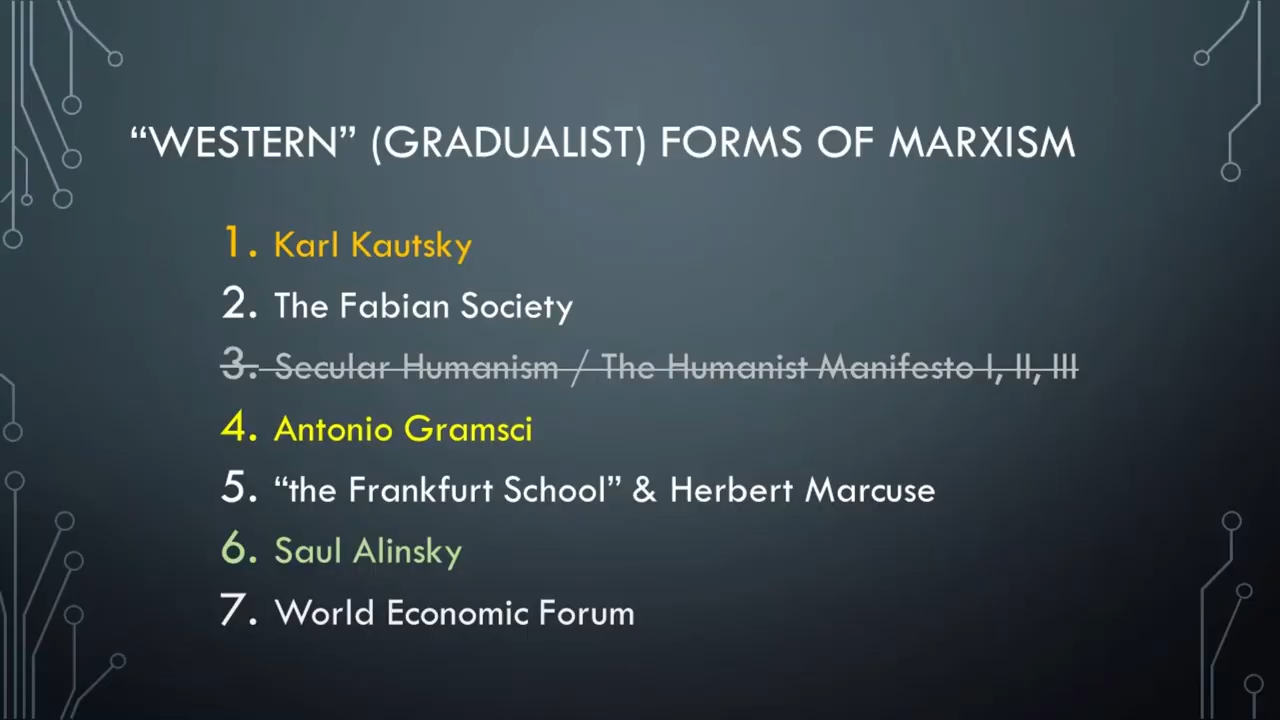 “WESTERN” (GRADUALIST) FORMS OF MARXISM
1. Karl Kautsky
2. The Fabian Society
3. Secular Humanism / The Humanist Manifesto I, II, III
4. Antonio Gramsci
5. “the Frankfurt School” & Herbert Marcuse
6. Saul Alinsky
7. World Economic Forum